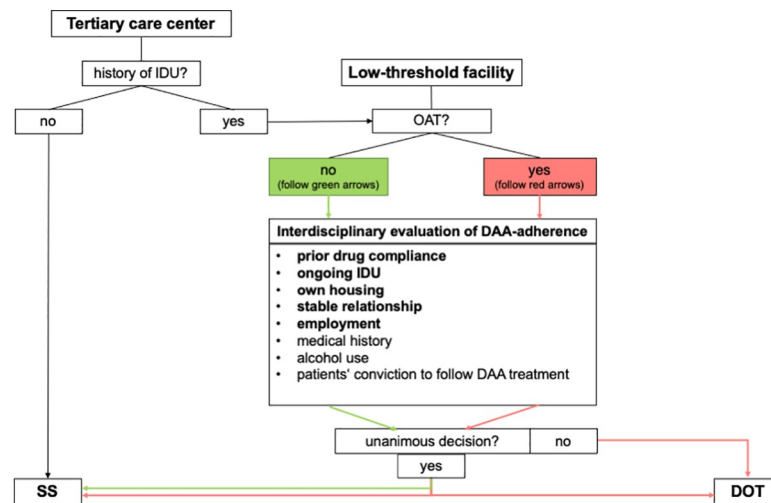 Tertiary care center
history of IDU?
Low-threshold facility
no
yes
OAT?
no
(follow green arrows)
yes
(follow red arrows)
Interdisciplinary evaluation of DAA-adherence
• prior drug compliance
• ongoing IDU
• own housing
• stable relationship
• employment
• medical history
• alcohol use
• patients‘ conviction to follow DAA treatment
unanimous decision?
no
yes
SS
DOT